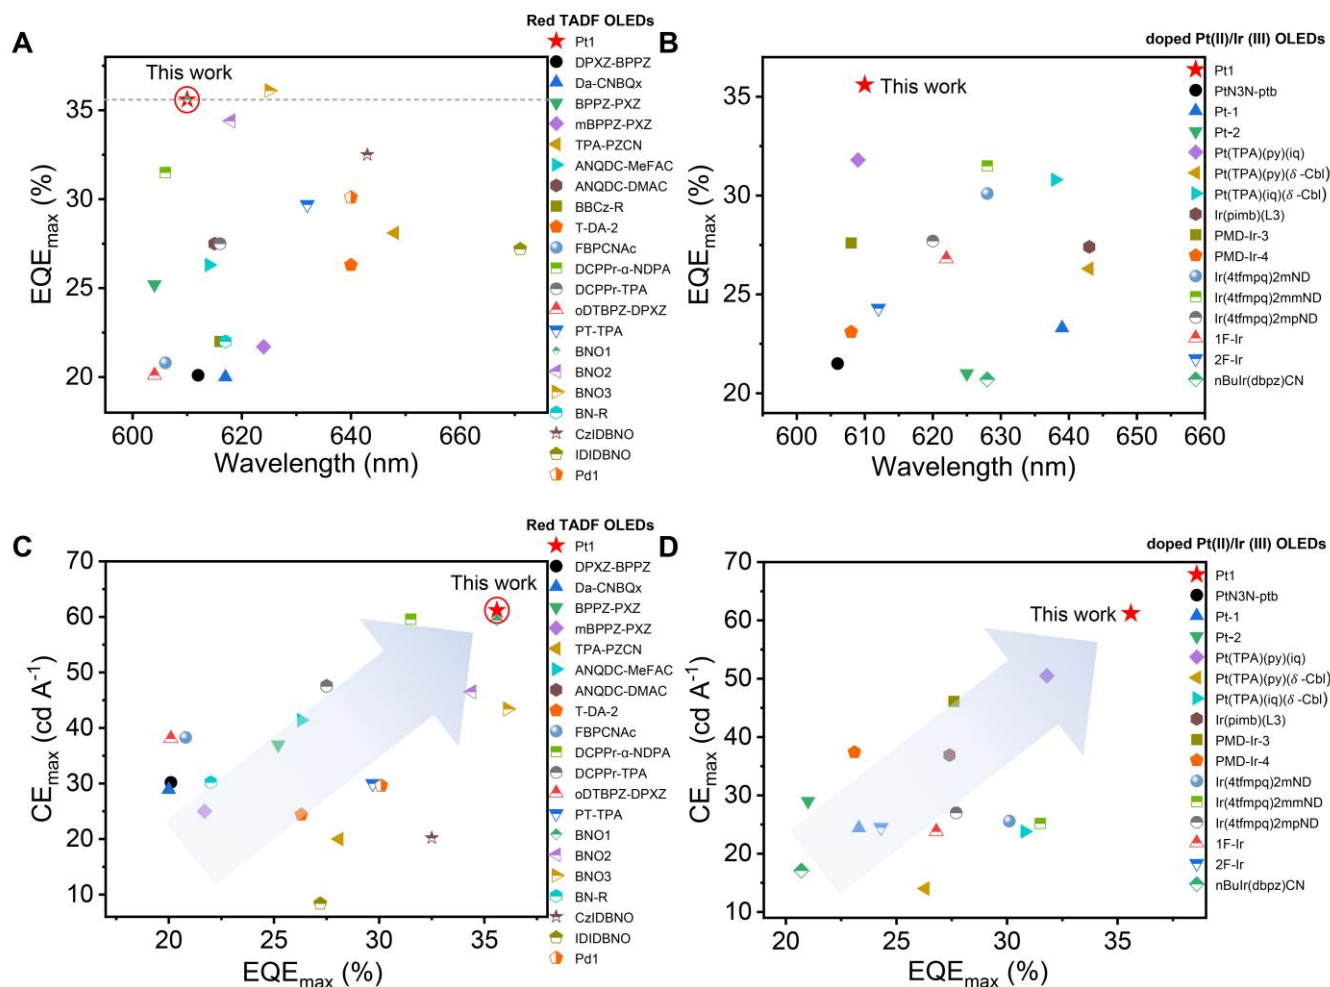 A
Red TADF OLEDs
This work
EQEmax (%)
35
30
25
20
600
620
640
660
Wavelength (nm)
Pt1
DPXZ-BPPZ
Da-CNBQx
BPPZ-PXZ
mBPPZ-PXZ
TPA-PZCN
ANQDC-MeFAC
ANQDC-DMAC
BBCz-R
T-DA-2
FBPCNAc
DCPPr-α-NDPA
DCPPr-TPA
oDTBPZ-DPXZ
PT-TPA
BNO1
BNO2
BNO3
BN-R
CzIDBNO
IDIDBNO
Pd1
B
doped Pt(II)/Ir (III) OLEDs
This work
EQEmax (%)
35
30
25
20
600
610
620
630
640
650
660
Wavelength (nm)
Pt1
PtN3N-ptb
Pt-1
Pt-2
Pt(TPA)(py)(iq)
Pt(TPA)(py)(δ-Cbl)
Pt(TPA)(iq)(δ-Cbl)
Ir(pimb)(L3)
PMD-Ir-3
PMD-Ir-4
Ir(4tfmpq)2mND
Ir(4tfmpq)2mmND
Ir(4tfmpq)2mpND
1F-Ir
2F-Ir
nBuIr(dbpz)CN
C
Red TADF OLEDs
This work
CEmax (cd A-1)
70
60
50
40
30
20
10
20
25
30
35
EQEmax (%)
Pt1
DPXZ-BPPZ
Da-CNBQx
BPPZ-PXZ
mBPPZ-PXZ
TPA-PZCN
ANQDC-MeFAC
ANQDC-DMAC
T-DA-2
FBPCNAc
DCPPr-α-NDPA
DCPPr-TPA
oDTBPZ-DPXZ
PT-TPA
BNO1
BNO2
BNO3
BN-R
CzIDBNO
IDIDBNO
Pd1
D
doped Pt(II)/Ir (III) OLEDs
This work
CEmax (cd A-1)
70
60
50
40
30
20
10
20
25
30
35
EQEmax (%)
Pt1
PtN3N-ptb
Pt-1
Pt-2
Pt(TPA)(py)(iq)
Pt(TPA)(py)(δ-Cbl)
Pt(TPA)(iq)(δ-Cbl)
Ir(pimb)(L3)
PMD-Ir-3
PMD-Ir-4
Ir(4tfmpq)2mND
Ir(4tfmpq)2mmND
Ir(4tfmpq)2mpND
1F-Ir
2F-Ir
nBuIr(dbpz)CN